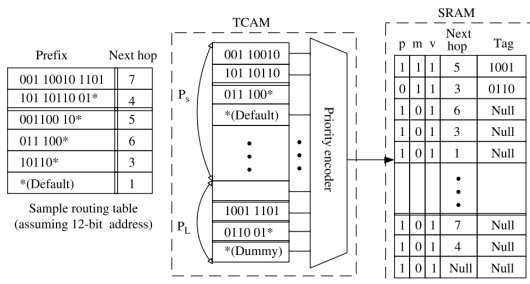 TCAM
SRAM
Prefix Next hop
001 10010 1101 7
101 10110 01* 4
001100 10* 5
011 100* 6
10110* 3
*(Default) 1
Sample routing table
(assuming 12-bit address)
Ps
PL
001 10010
101 10110
011 100*
*(Default)
1001 1101
0110 01*
*(Dummy)
Priority encoder
p m v Next hop Tag
1 1 1 5 1001
0 1 1 3 0110
1 0 1 6 Null
1 0 1 3 Null
1 0 1 1 Null
1 0 1 7 Null
1 0 1 4 Null
1 0 1 Null Null